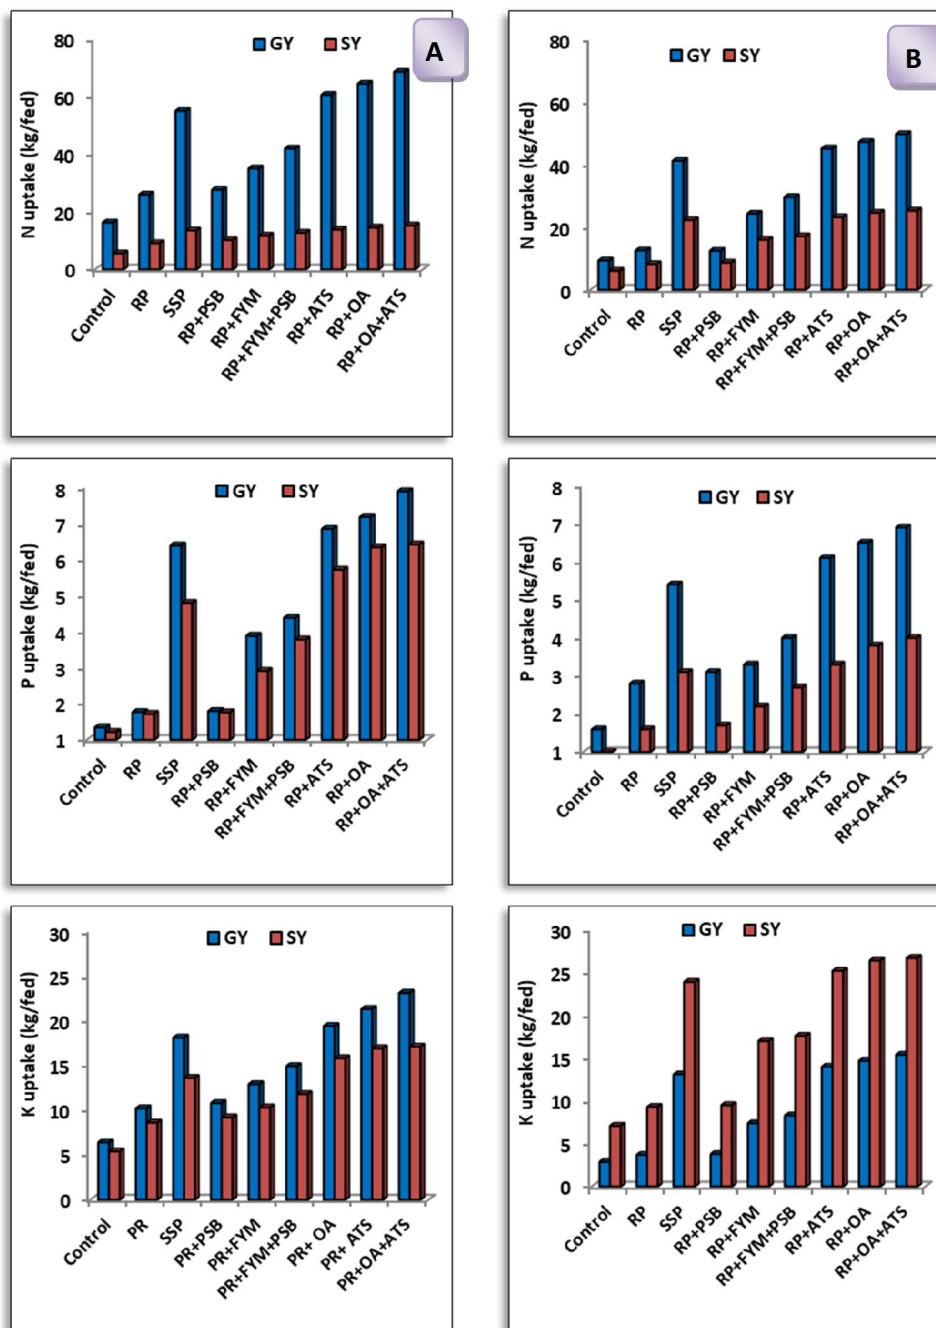 A
GY SY
N uptake (kg/fed)
80
60
40
20
0
Control RP SSP RP+PSB RP+FYM RP+FYM+PSB RP+ATS RP+OA RP+OA+ATS
B
GY SY
N uptake (kg/fed)
80
60
40
20
0
Control RP SSP RP+PSB RP+FYM RP+FYM+PSB RP+ATS RP+OA RP+OA+ATS
GY SY
P uptake (kg/fed)
8
7
6
5
4
3
2
1
Control RP SSP RP+PSB RP+FYM RP+FYM+PSB RP+ATS RP+OA RP+OA+ATS
GY SY
P uptake (kg/fed)
8
7
6
5
4
3
2
1
Control RP SSP RP+PSB RP+FYM RP+FYM+PSB RP+ATS RP+OA RP+OA+ATS
GY SY
K uptake (kg/fed)
30
25
20
15
10
5
0
Control PR SSP PR+PSB PR+FYM PR+FYM+PSB PR+ OA PR+ ATS PR+OA+ATS
GY SY
K uptake (kg/fed)
30
25
20
15
10
5
0
Control RP SSP RP+PSB RP+FYM RP+FYM+PSB RP+ATS RP+OA RP+OA+ATS